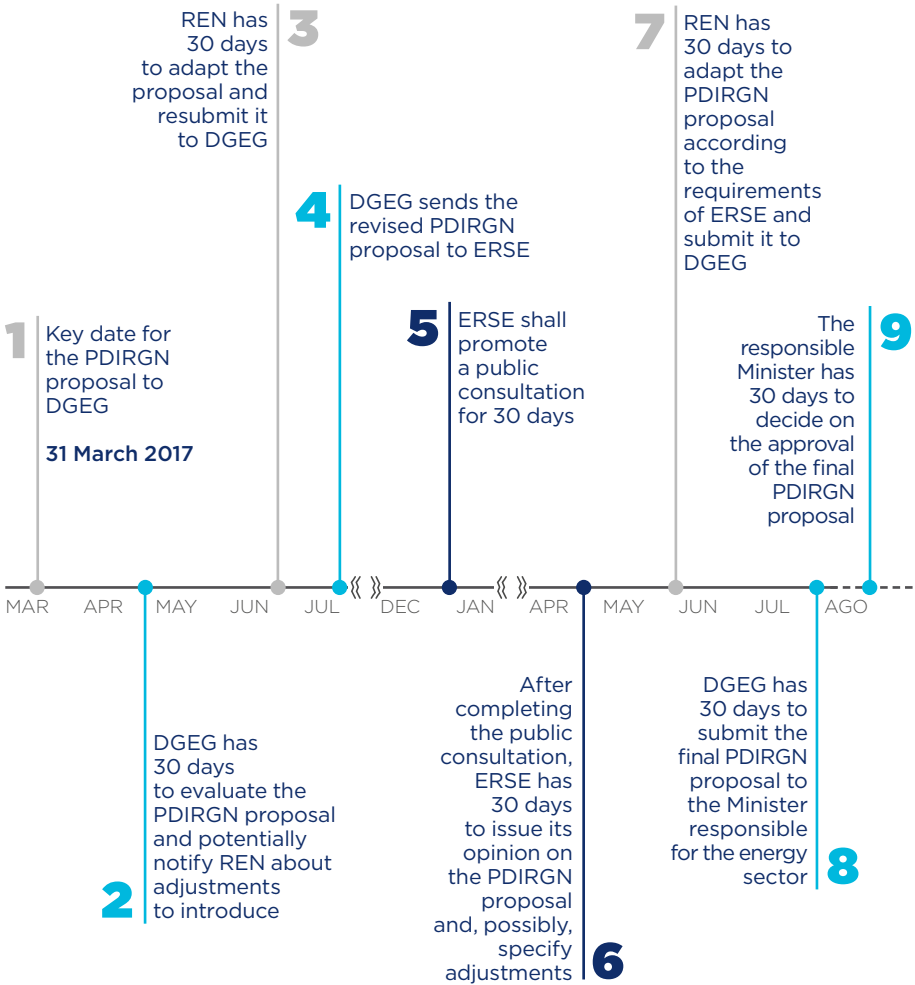 1
Key date for
the PDIRGN
proposal to
DGEG
31 March 2017
2
DGEG has
30 days
to evaluate the
PDIRGN proposal
and potentially
notify REN about
adjustments
to introduce
3
REN has
30 days
to adapt the
proposal and
resubmit it
to DGEG
4
DGEG sends the
revised PDIRGN
proposal to ERSE
5
ERSE shall
promote
a public
consultation
for 30 days
6
After
completing
the public
consultation,
ERSE has
30 days
to issue its
opinion on
the PDIRGN
proposal
and, possibly,
specify
adjustments
7
REN has
30 days to
adapt the
PDIRGN
proposal
according
to the
requirements
of ERSE and
submit it to
DGEG
8
DGEG has
30 days to
submit the
final PDIRGN
proposal to
the Minister
responsible
for the energy
sector
9
The
responsible
Minister has
30 days to
decide on
the approval
of the final
PDIRGN
proposal
MAR APR MAY JUN JUL DEC JAN APR MAY JUN JUL AGO